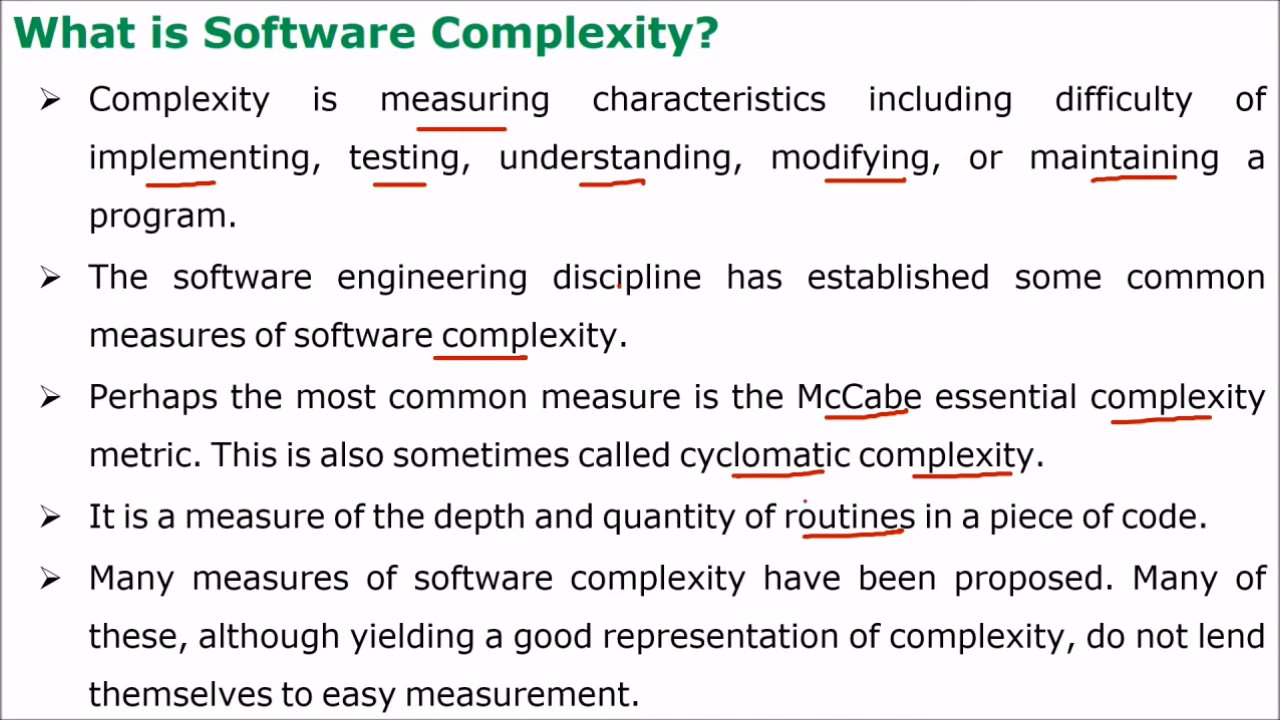 What is Software Complexity?
➢ Complexity is measuring characteristics including difficulty of
implementing, testing, understanding, modifying, or maintaining a
program.
➢ The software engineering discipline has established some common
measures of software complexity.
➢ Perhaps the most common measure is the McCabe essential complexity
metric. This is also sometimes called cyclomatic complexity.
➢ It is a measure of the depth and quantity of routines in a piece of code.
➢ Many measures of software complexity have been proposed. Many of
these, although yielding a good representation of complexity, do not lend
themselves to easy measurement.